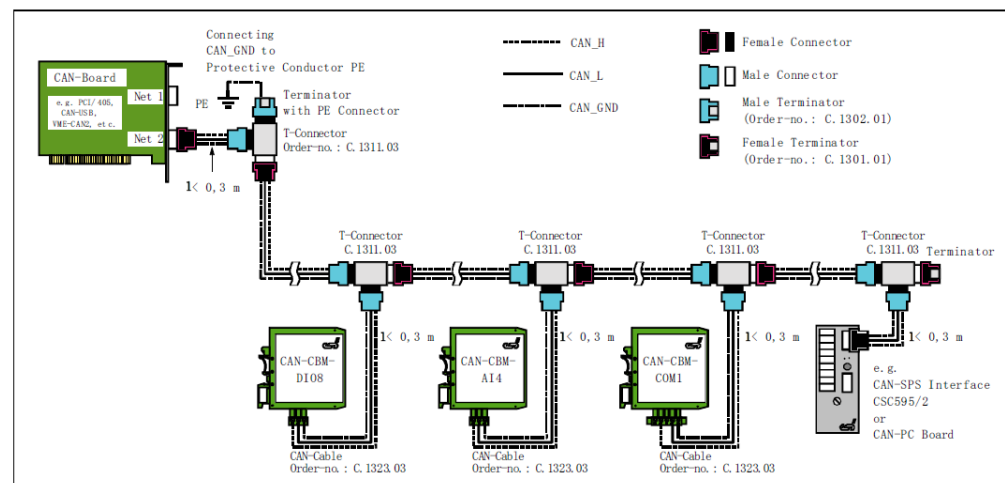 Connecting
CAN_GND to
Protective Conductor PE
CAN-Board
e.g. PCI/405,
CAN-USB,
VME-CAN2, etc.
Net 1
Net 2
PE
Terminator
with PE Connector
T-Connector
Order-no.: C.1311.03
l< 0,3 m
CAN_H
CAN_L
CAN_GND
Female Connector
Male Connector
Male Terminator
(Order-no.: C.1302.01)
Female Terminator
(Order-no.: C.1301.01)
T-Connector
C.1311.03
T-Connector
C.1311.03
T-Connector
C.1311.03
T-Connector
C.1311.03
Terminator
l< 0,3 m
l< 0,3 m
l< 0,3 m
l< 0,3 m
esd
CAN-CBM-
DIO8
esd
CAN-CBM-
AI4
esd
CAN-CBM-
COM1
e.g.
CAN-SPS Interface
CSC595/2
or
CAN-PC Board
esd
CAN-Cable
Order-no.: C.1323.03
CAN-Cable
Order-no.: C.1323.03
CAN-Cable
Order-no.: C.1323.03